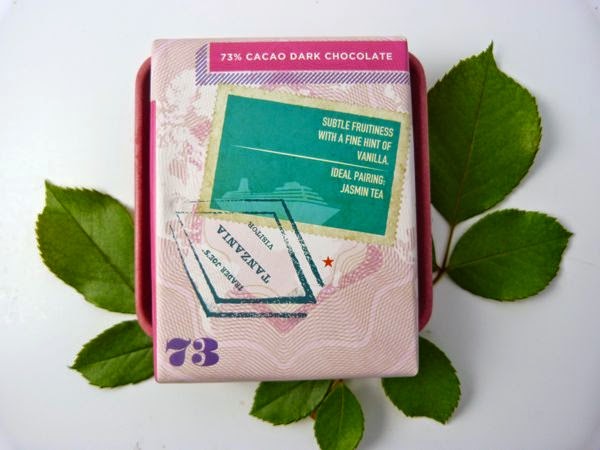 73% CACAO DARK CHOCOLATE
SUBTLE FRUITINESS
WITH A FINE HINT OF
VANILLA.
IDEAL PAIRING:
JASMIN TEA
VISITOR
TANZANIA
TRADER JOE'S
73